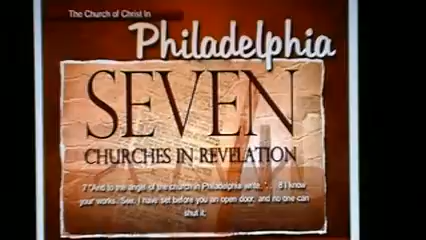 The Church of Christ In
Philadelphia
SEVEN
CHURCHES IN REVELATION
7 "And to the angel of the church in Philadelphia write, '. . . 8 I know
your works. See, I have set before you an open door, and no one can
shut it;